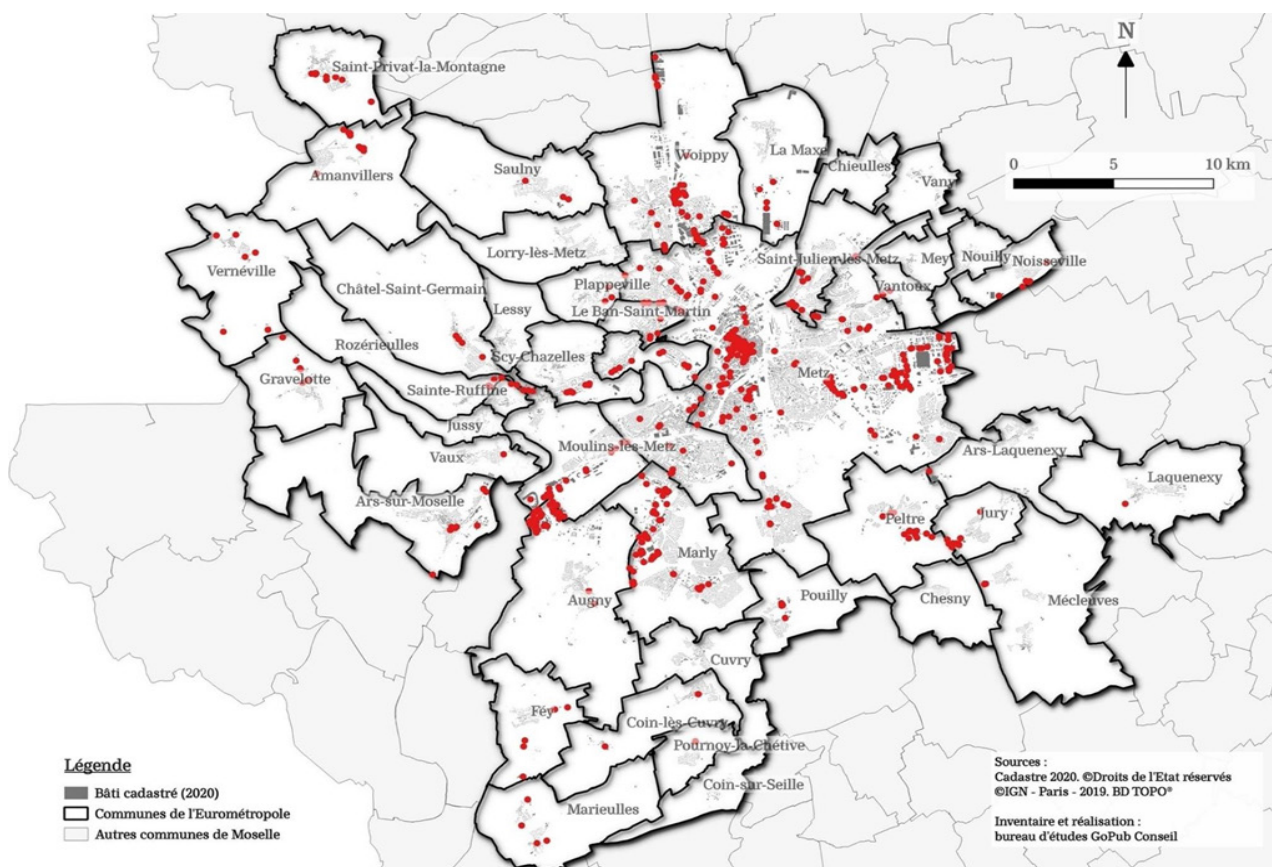 N
Saint-Privat-la-Montagne
Woippy
La Maxe
0 5 10 km
Amanvillers
Saulny
Chieulles
Vany
Lorry-lès-Metz
Saint-Julien-lès-Metz
Mey
Nouilly
Noisseville
Vernéville
Châtel-Saint-Germain
Plappeville
Vantoux
Lessy
Le Ban-Saint-Martin
Rozérieulles
Scy-Chazelles
Metz
Gravelotte
Sainte-Ruffine
Jussy
Moulins-lès-Metz
Vaux
Ars-Laquenexy
Laquenexy
Ars-sur-Moselle
Peltre
Jury
Marly
Augny
Pouilly
Chesny
Mécleuves
Cuvry
Féy
Coin-lès-Cuvry
Pournoy-la-Chétive
Coin-sur-Seille
Marieulles
Légende
Bâti cadastré (2020)
Communes de l'Eurométropole
Autres communes de Moselle
Sources :
Cadastre 2020. ©Droits de l'Etat réservés
©IGN - Paris - 2019. BD TOPO®
Inventaire et réalisation :
bureau d'études GoPub Conseil